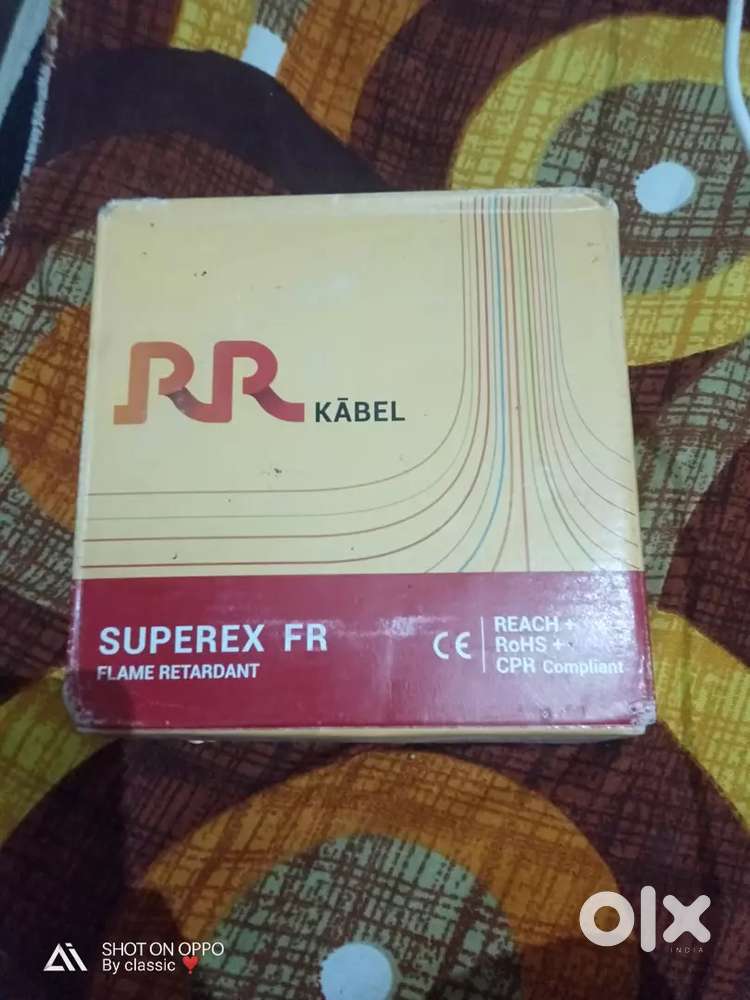 RR KĀBEL
SUPEREX FR
FLAME RETARDANT
CE
REACH +
RoHS +
CPR Compliant
olx
INDIA
SHOT ON OPPO
By classic ❣